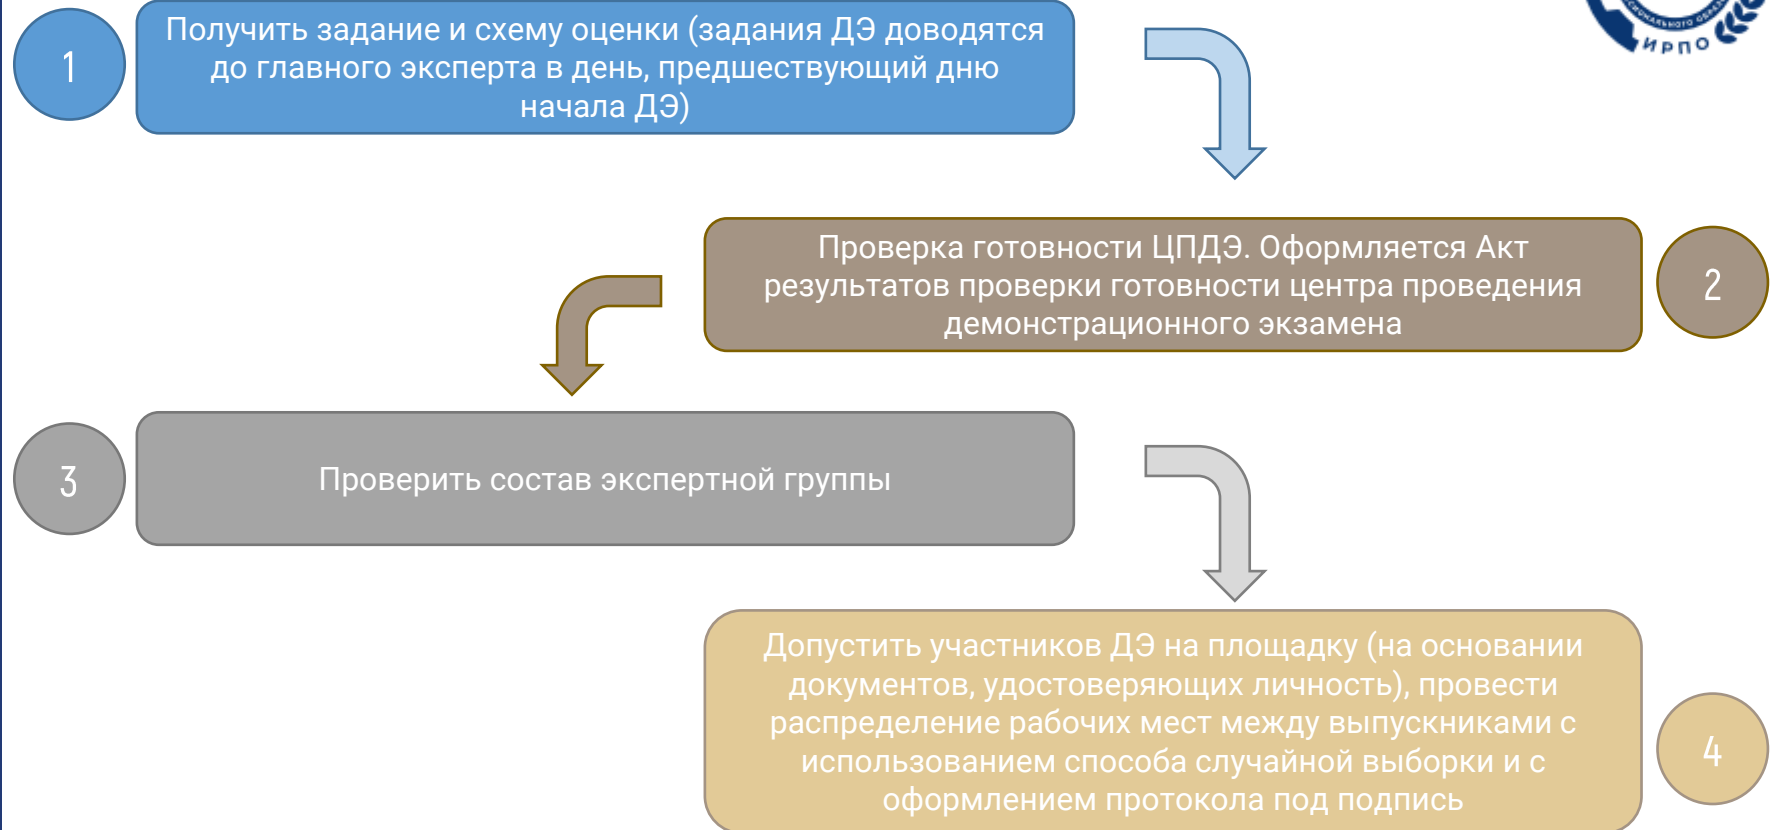 ИРПО
1
Получить задание и схему оценки (задания ДЭ доводятся
до главного эксперта в день, предшествующий дню
начала ДЭ)
Проверка готовности ЦПДЭ. Оформляется Акт
результатов проверки готовности центра проведения
демонстрационного экзамена
2
3
Проверить состав экспертной группы
Допустить участников ДЭ на площадку (на основании
документов, удостоверяющих личность), провести
распределение рабочих мест между выпускниками с
использованием способа случайной выборки и с
оформлением протокола под подпись
4